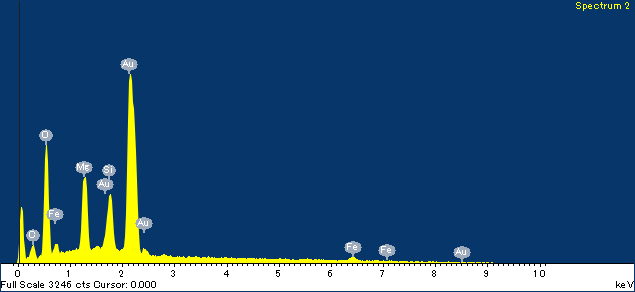 Spectrum 2
Au
O
Mg
Si
Au
Fe
Au
C
Fe
Fe
Au
0 1 2 3 4 5 6 7 8 9 10
Full Scale 3246 cts Cursor: 0.000 keV